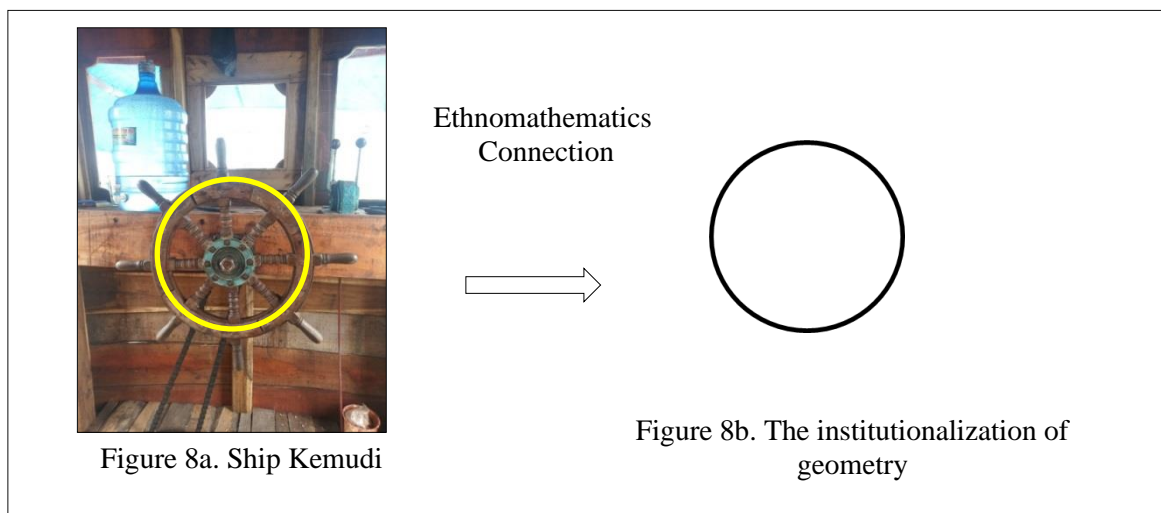 Ethnomathematics
Connection
Figure 8a. Ship Kemudi
Figure 8b. The institutionalization of
geometry